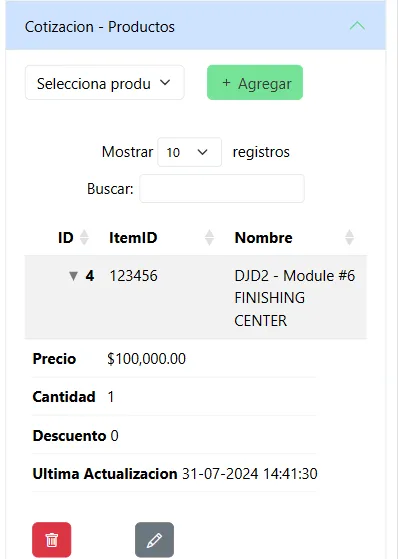 Cotizacion - Productos
Selecciona produ
+ Agregar
Mostrar 10 registros
Buscar:
ID ItemID Nombre
4 123456 DJD2 - Module #6
FINISHING
CENTER
Precio $100,000.00
Cantidad 1
Descuento 0
Ultima Actualizacion 31-07-2024 14:41:30